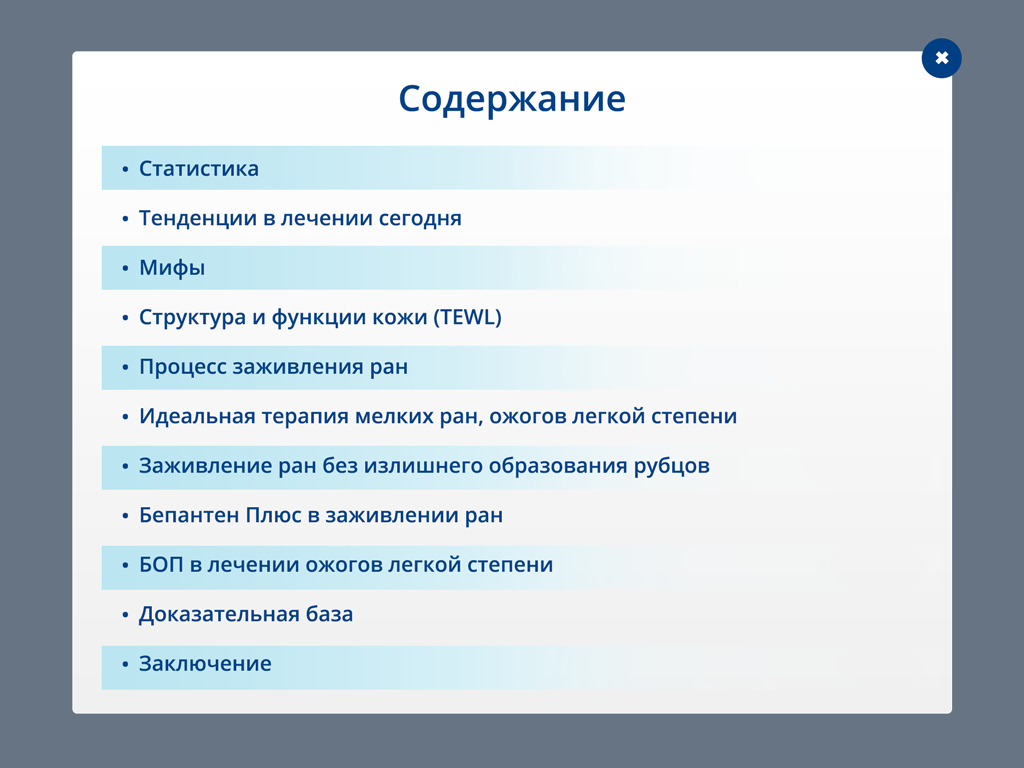 Содержание
• Статистика
• Тенденции в лечении сегодня
• Мифы
• Структура и функции кожи (TEWL)
• Процесс заживления ран
• Идеальная терапия мелких ран, ожогов легкой степени
• Заживление ран без излишнего образования рубцов
• Бепантен Плюс в заживлении ран
• БОП в лечении ожогов легкой степени
• Доказательная база
• Заключение